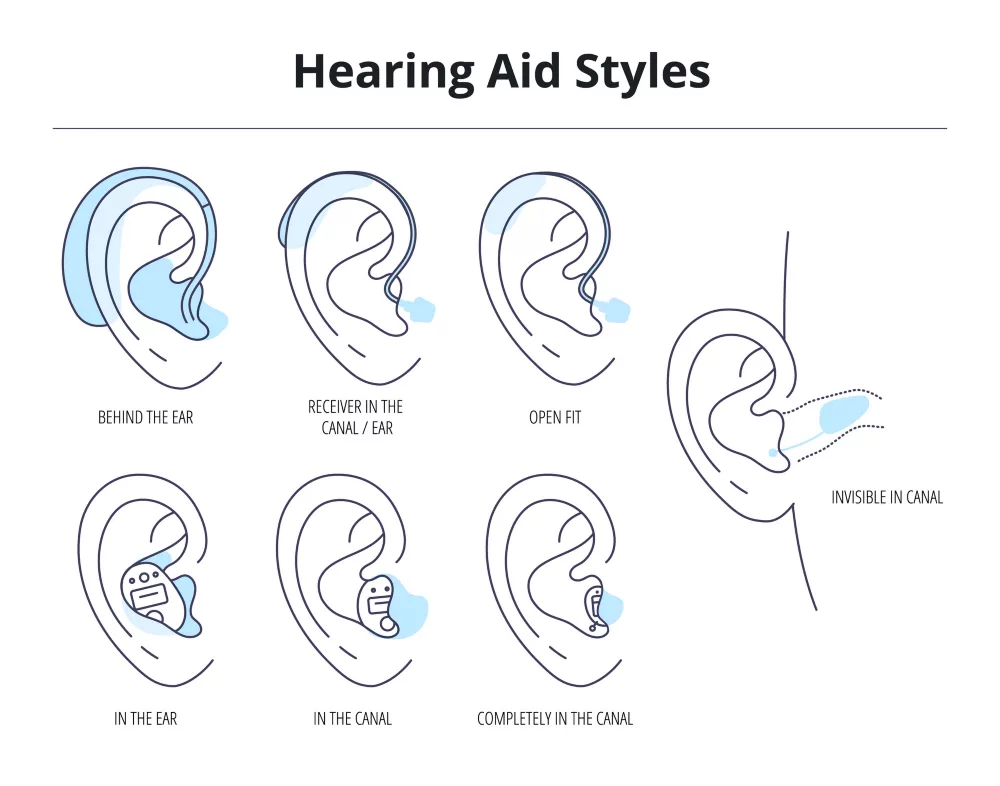 Hearing Aid Styles
BEHIND THE EAR
RECEIVER IN THE
CANAL / EAR
OPEN FIT
INVISIBLE IN CANAL
IN THE EAR
IN THE CANAL
COMPLETELY IN THE CANAL